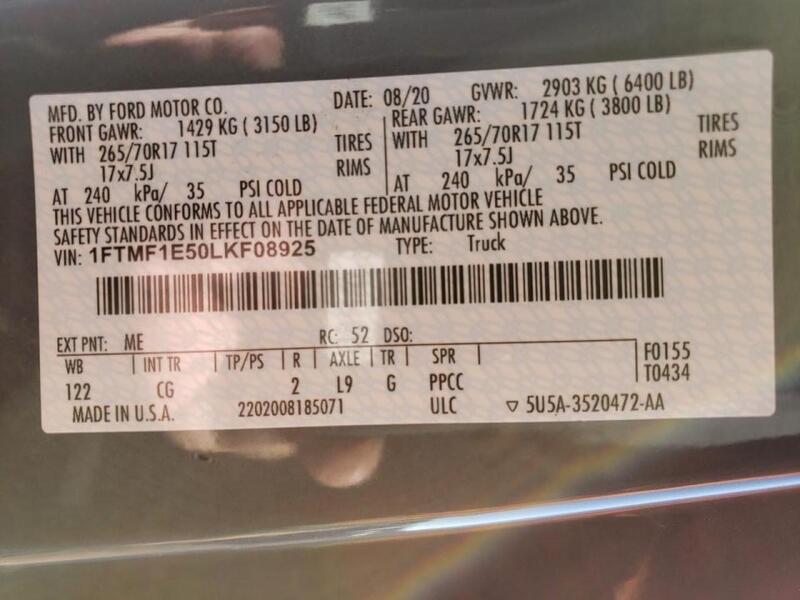 MFD. BY FORD MOTOR CO. DATE: 08/20 GVWR: 2903 KG ( 6400 LB)
FRONT GAWR: 1429 KG ( 3150 LB) REAR GAWR: 1724 KG ( 3800 LB)
WITH 265/70R17 115T TIRES WITH 265/70R17 115T TIRES
17x7.5J RIMS 17x7.5J RIMS
AT 240 kPa/ 35 PSI COLD AT 240 kPa/ 35 PSI COLD
THIS VEHICLE CONFORMS TO ALL APPLICABLE FEDERAL MOTOR VEHICLE
SAFETY STANDARDS IN EFFECT ON THE DATE OF MANUFACTURE SHOWN ABOVE.
VIN: 1FTMF1E50LKF08925 TYPE: Truck
EXT PNT: ME RC: 52 DSO:
WB INT TR TP/PS R AXLE TR SPR F0155
122 CG 2 L9 G PPCC T0434
MADE IN U.S.A. 2202008185071 ULC ▽ 5U5A-3520472-AA